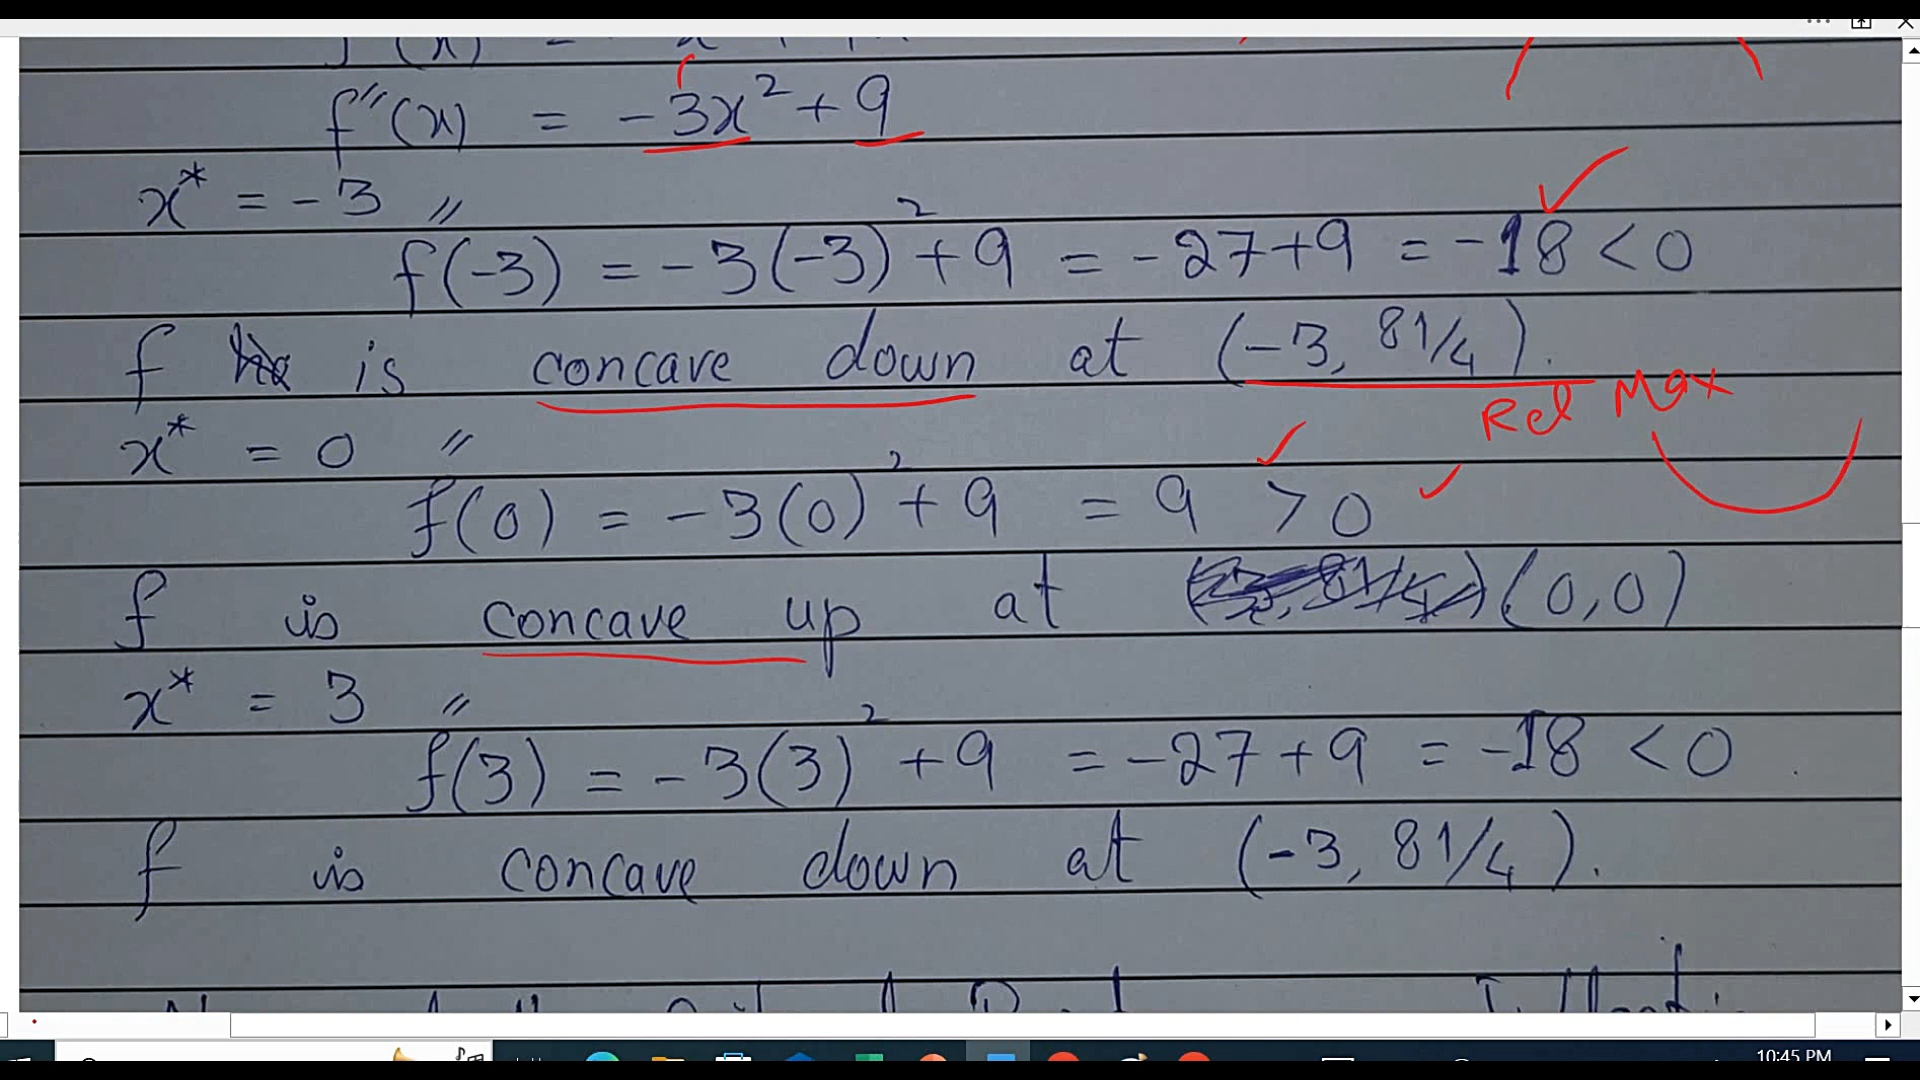 f''(x) = -3x² + 9
x* = -3
f''(-3) = -3(-3)² + 9 = -27+9 = -18 < 0
f is concave down at (-3, 81/4).
Rel Max
x* = 0
f''(0) = -3(0)² + 9 = 9 > 0
f is concave up at (0,0)
x* = 3
f''(3) = -3(3)² + 9 = -27+9 = -18 < 0
f is concave down at (-3, 81/4).
10:45 PM